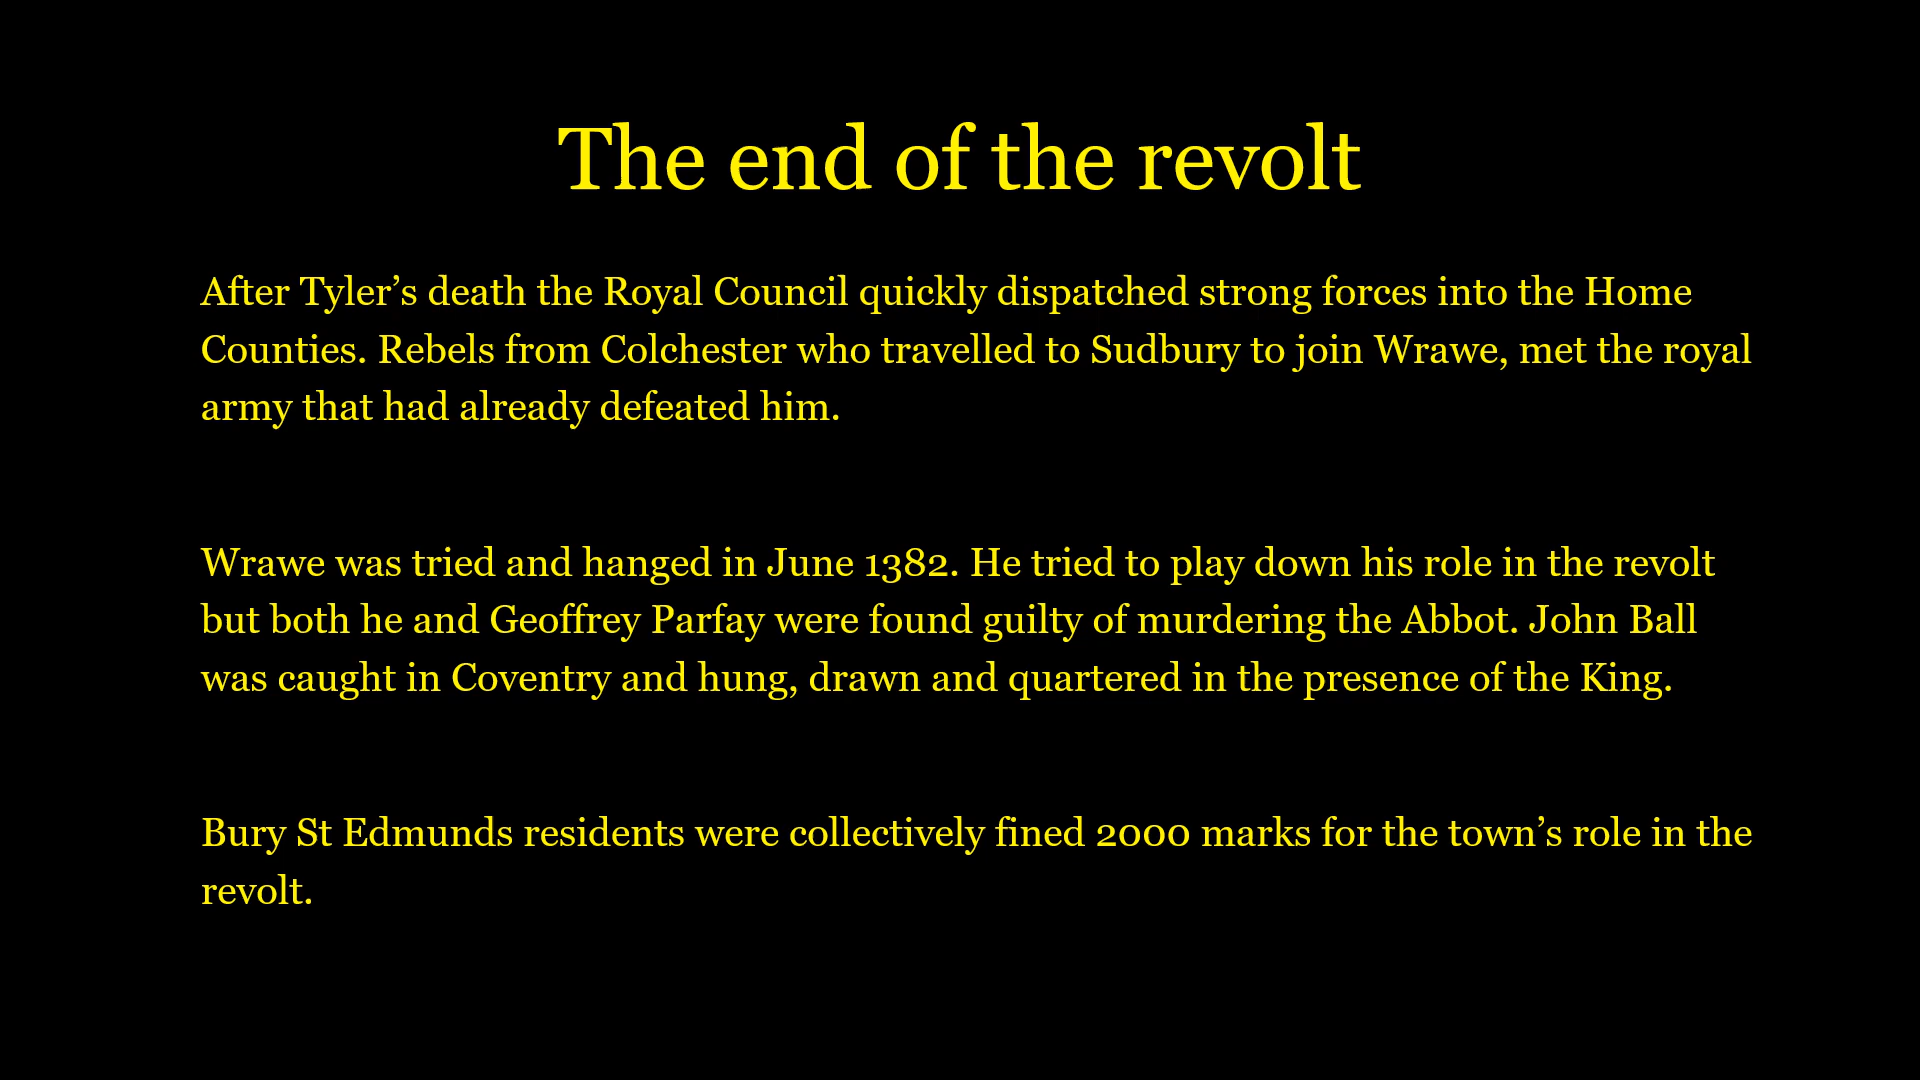 The end of the revolt
After Tyler’s death the Royal Council quickly dispatched strong forces into the Home
Counties. Rebels from Colchester who travelled to Sudbury to join Wrawe, met the royal
army that had already defeated him.
Wrawe was tried and hanged in June 1382. He tried to play down his role in the revolt
but both he and Geoffrey Parfay were found guilty of murdering the Abbot. John Ball
was caught in Coventry and hung, drawn and quartered in the presence of the King.
Bury St Edmunds residents were collectively fined 2000 marks for the town’s role in the
revolt.